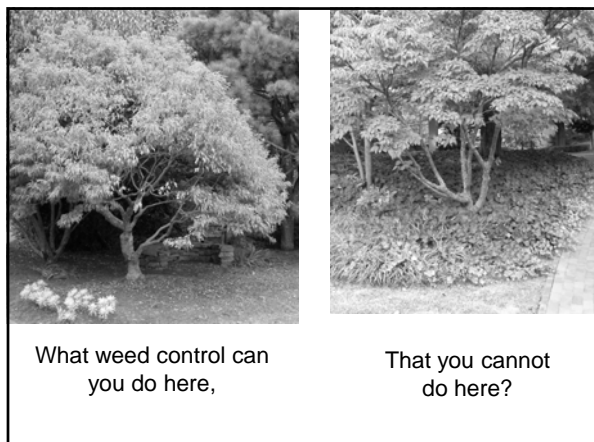 What weed control can
you do here,
That you cannot
do here?